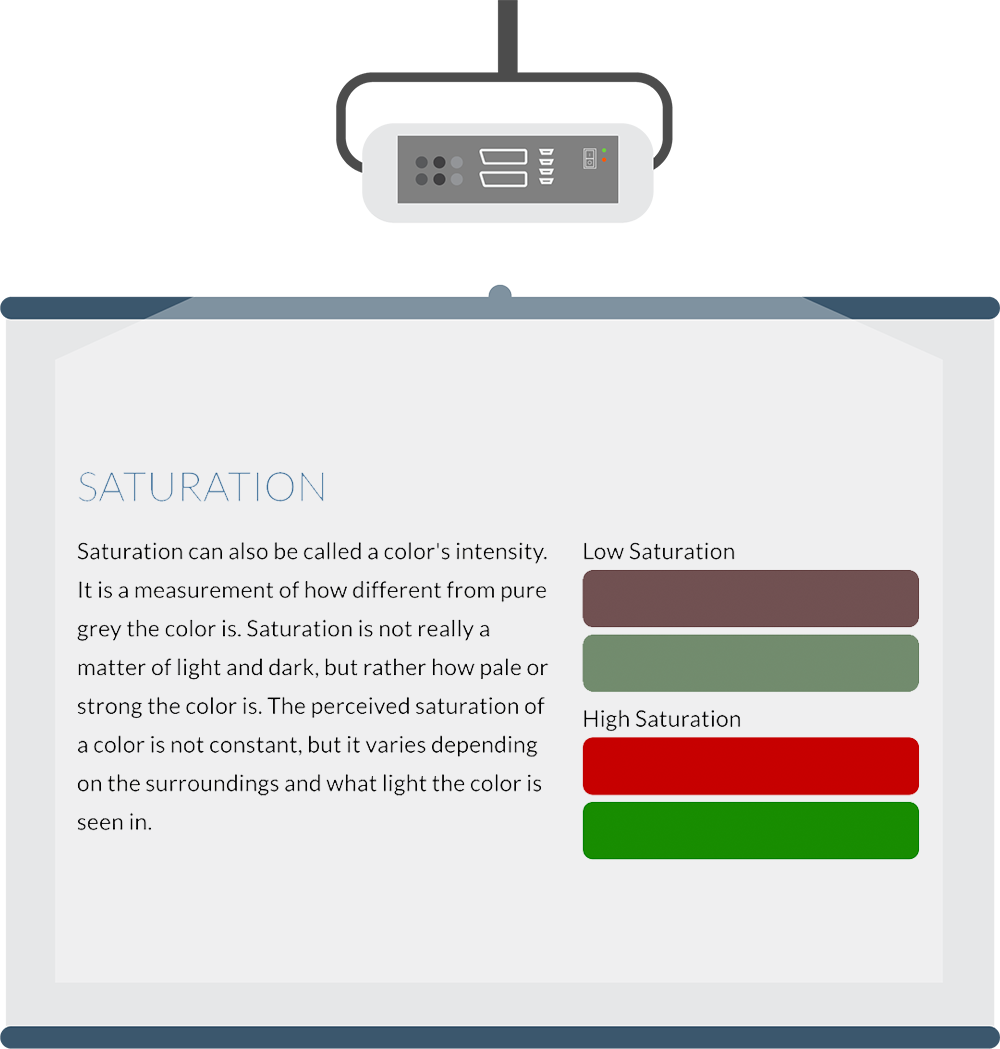 SATURATION
Saturation can also be called a color's intensity.
It is a measurement of how different from pure
grey the color is. Saturation is not really a
matter of light and dark, but rather how pale or
strong the color is. The perceived saturation of
a color is not constant, but it varies depending
on the surroundings and what light the color is
seen in.
Low Saturation
High Saturation